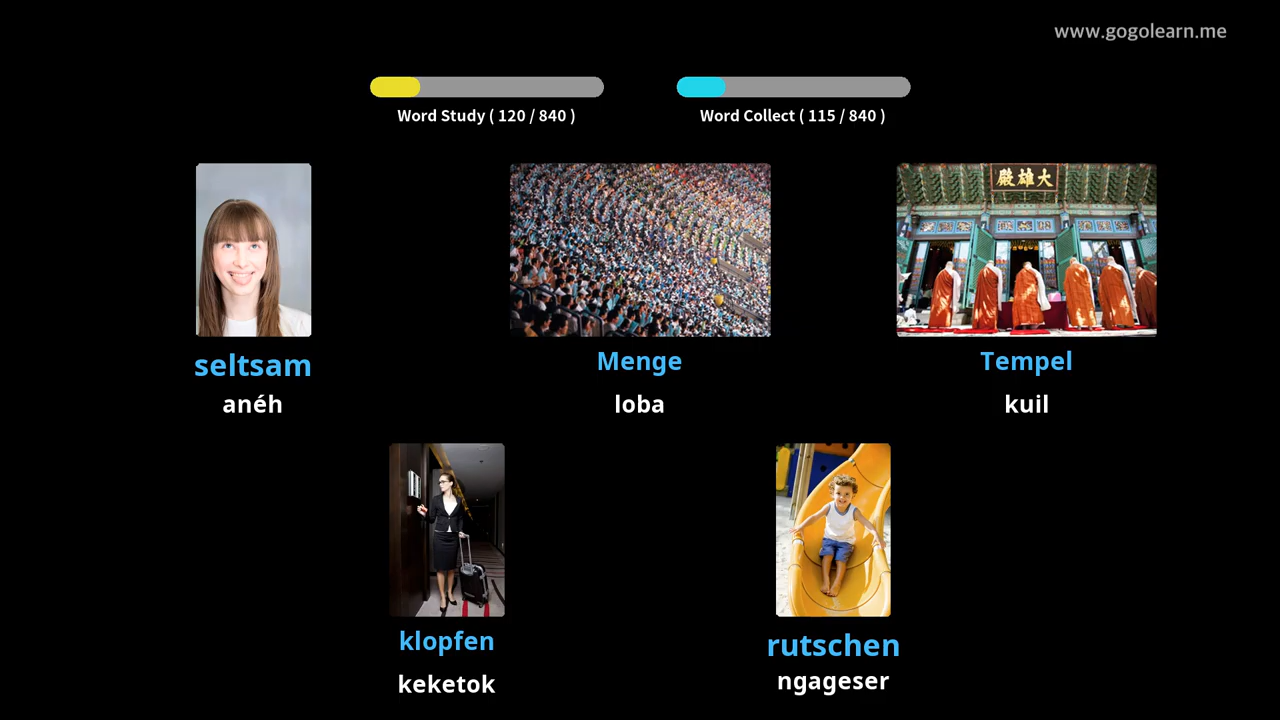 www.gogolearn.me
Word Study ( 120 / 840 )
Word Collect ( 115 / 840 )
殿雄大
seltsam
Menge
Tempel
anéh
loba
kuil
klopfen
rutschen
keketok
ngageser